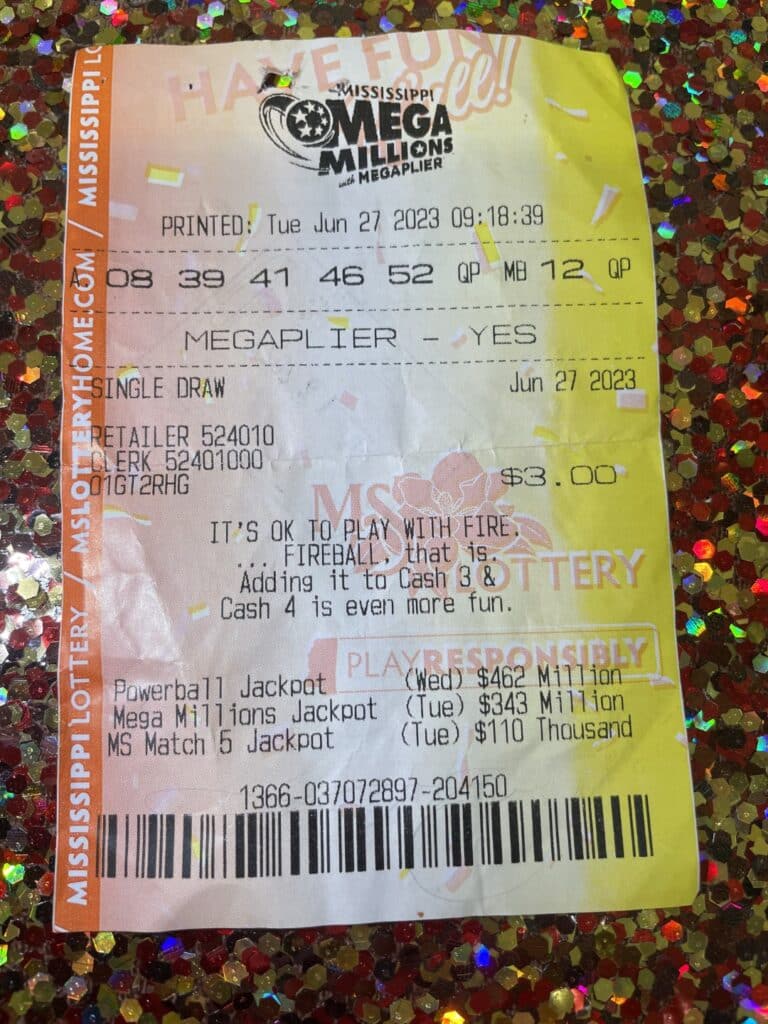 HAVE FUN
MISSISSIPPI
MEGA
MILLIONS
with MEGAPLIER
PRINTED: Tue Jun 27 2023 09:18:39
A 08 39 41 46 52 QP MB 12 QP
MEGAPLIER - YES
SINGLE DRAW Jun 27 2023
RETAILER 524010
CLERK 52401000
01GT2RHG
$3.00
MS
LOTTERY
IT'S OK TO PLAY WITH FIRE.
... FIREBALL, that is.
Adding it to Cash 3 &
Cash 4 is even more fun.
PLAY RESPONSIBLY
Powerball Jackpot (Wed) $462 Million
Mega Millions Jackpot (Tue) $343 Million
MS Match 5 Jackpot (Tue) $110 Thousand
1366-037072897-204150
MISSISSIPPI LOTTERY / MSLOTTERYHOME.COM / MISSISSIPPI